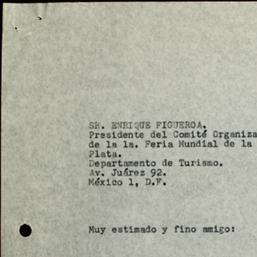 SR. ENRIQUE FIGUEROA.
Presidente del Comité Organiza
de la 1a. Feria Mundial de la
Plata.
Departamento de Turismo.
Av. Juárez 92.
México 1, D.F.
Muy estimado y fino amigo: